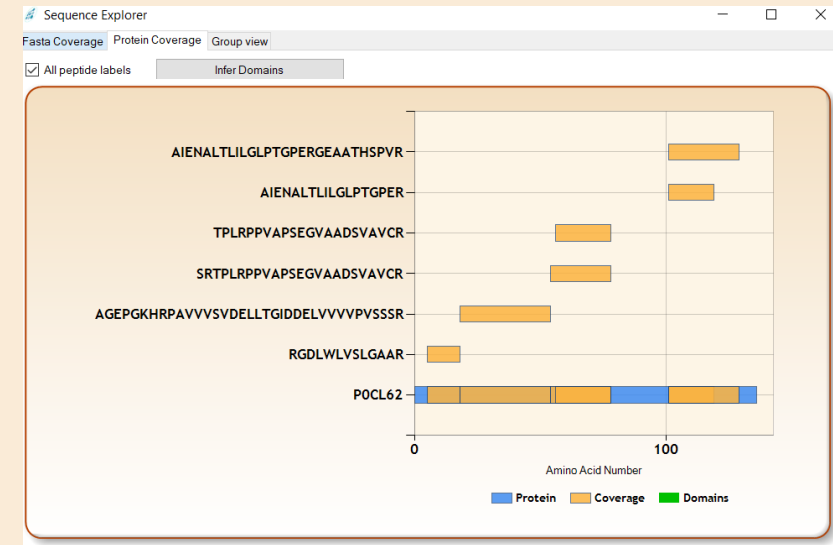 Sequence Explorer
Fasta Coverage Protein Coverage Group view
All peptide labels Infer Domains
AIENALTLILGLPTGPERGEAATHSPVR
AIENALTLILGLPTGPER
TPLRPPVAPSEGVAADSVAVCR
SRTPLRPPVAPSEGVAADSVAVCR
AGEPGKHRPAVVVSVDELLTGIDDELVVVVPVSSSR
RGDLWLVSLGAAR
P0CL62
0 100
Amino Acid Number
Protein Coverage Domains